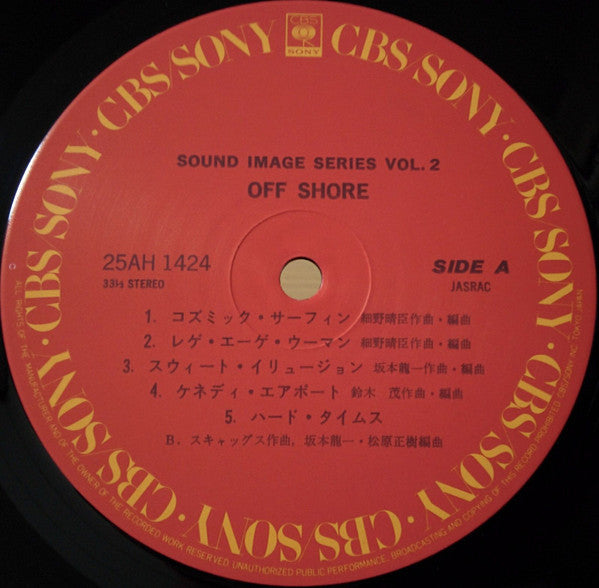 CBS
SONY
CBS/SONY · CBS/SONY · CBS/SONY · CBS/SONY · CBS/SONY · CBS/SONY · CBS/SONY
SOUND IMAGE SERIES VOL. 2
OFF SHORE
25AH 1424
33⅓ STEREO
SIDE A
JASRAC
1. コズミック・サーフィン 細野晴臣作曲・編曲
2. レゲ・エーゲ・ウーマン 細野晴臣作曲・編曲
3. スウィート・イリュージョン 坂本龍一作曲・編曲
4. ケネディ・エアポート 鈴木 茂作曲・編曲
5. ハード・タイムス
B. スキャッグス作曲, 坂本龍一・松原正樹編曲
ALL RIGHTS OF THE MANUFACTURER AND OF THE OWNER OF THE RECORDED WORK RESERVED. UNAUTHORIZED PUBLIC PERFORMANCE, BROADCASTING AND COPYING OF THIS RECORD PROHIBITED. CBS/SONY INC. TOKYO JAPAN